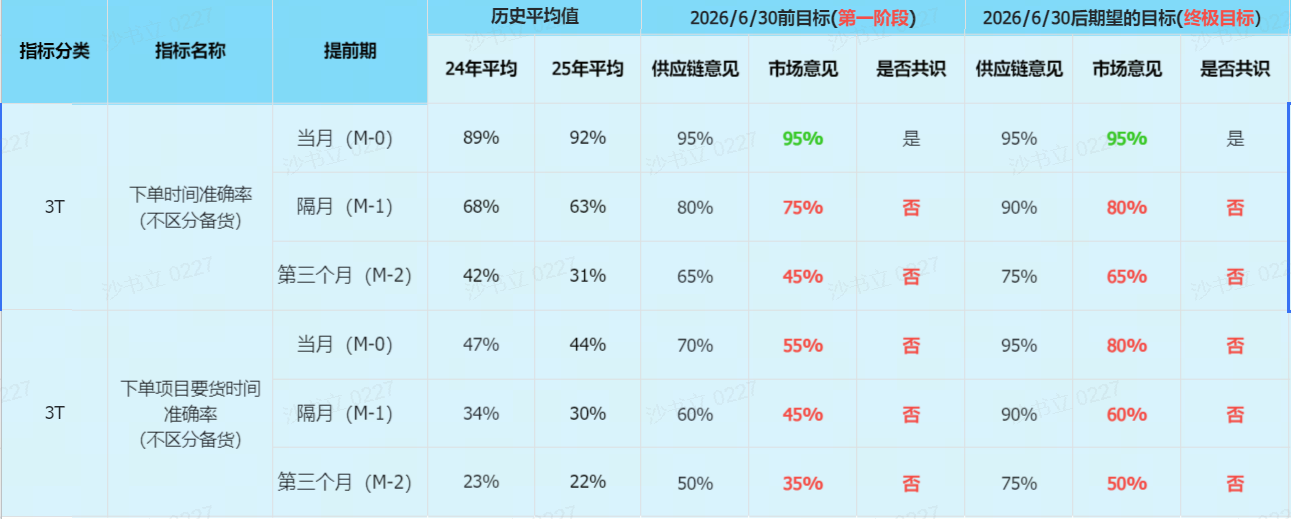 指标分类 指标名称 提前期 历史平均值 2026/6/30前目标(第一阶段) 2026/6/30后期望的目标(终极目标)
24年平均 25年平均 供应链意见 市场意见 是否共识 供应链意见 市场意见 是否共识
3T
下单时间准确率
(不区分备货)
当月（M-0） 89% 92% 95% 95% 是 95% 95% 是
隔月（M-1） 68% 63% 80% 75% 否 90% 80% 否
第三个月（M-2） 42% 31% 65% 45% 否 75% 65% 否
3T
下单项目要货时间
准确率
(不区分备货)
当月（M-0） 47% 44% 70% 55% 否 95% 80% 否
隔月（M-1） 34% 30% 60% 45% 否 90% 60% 否
第三个月（M-2） 23% 22% 50% 35% 否 75% 50% 否
沙书立 0227